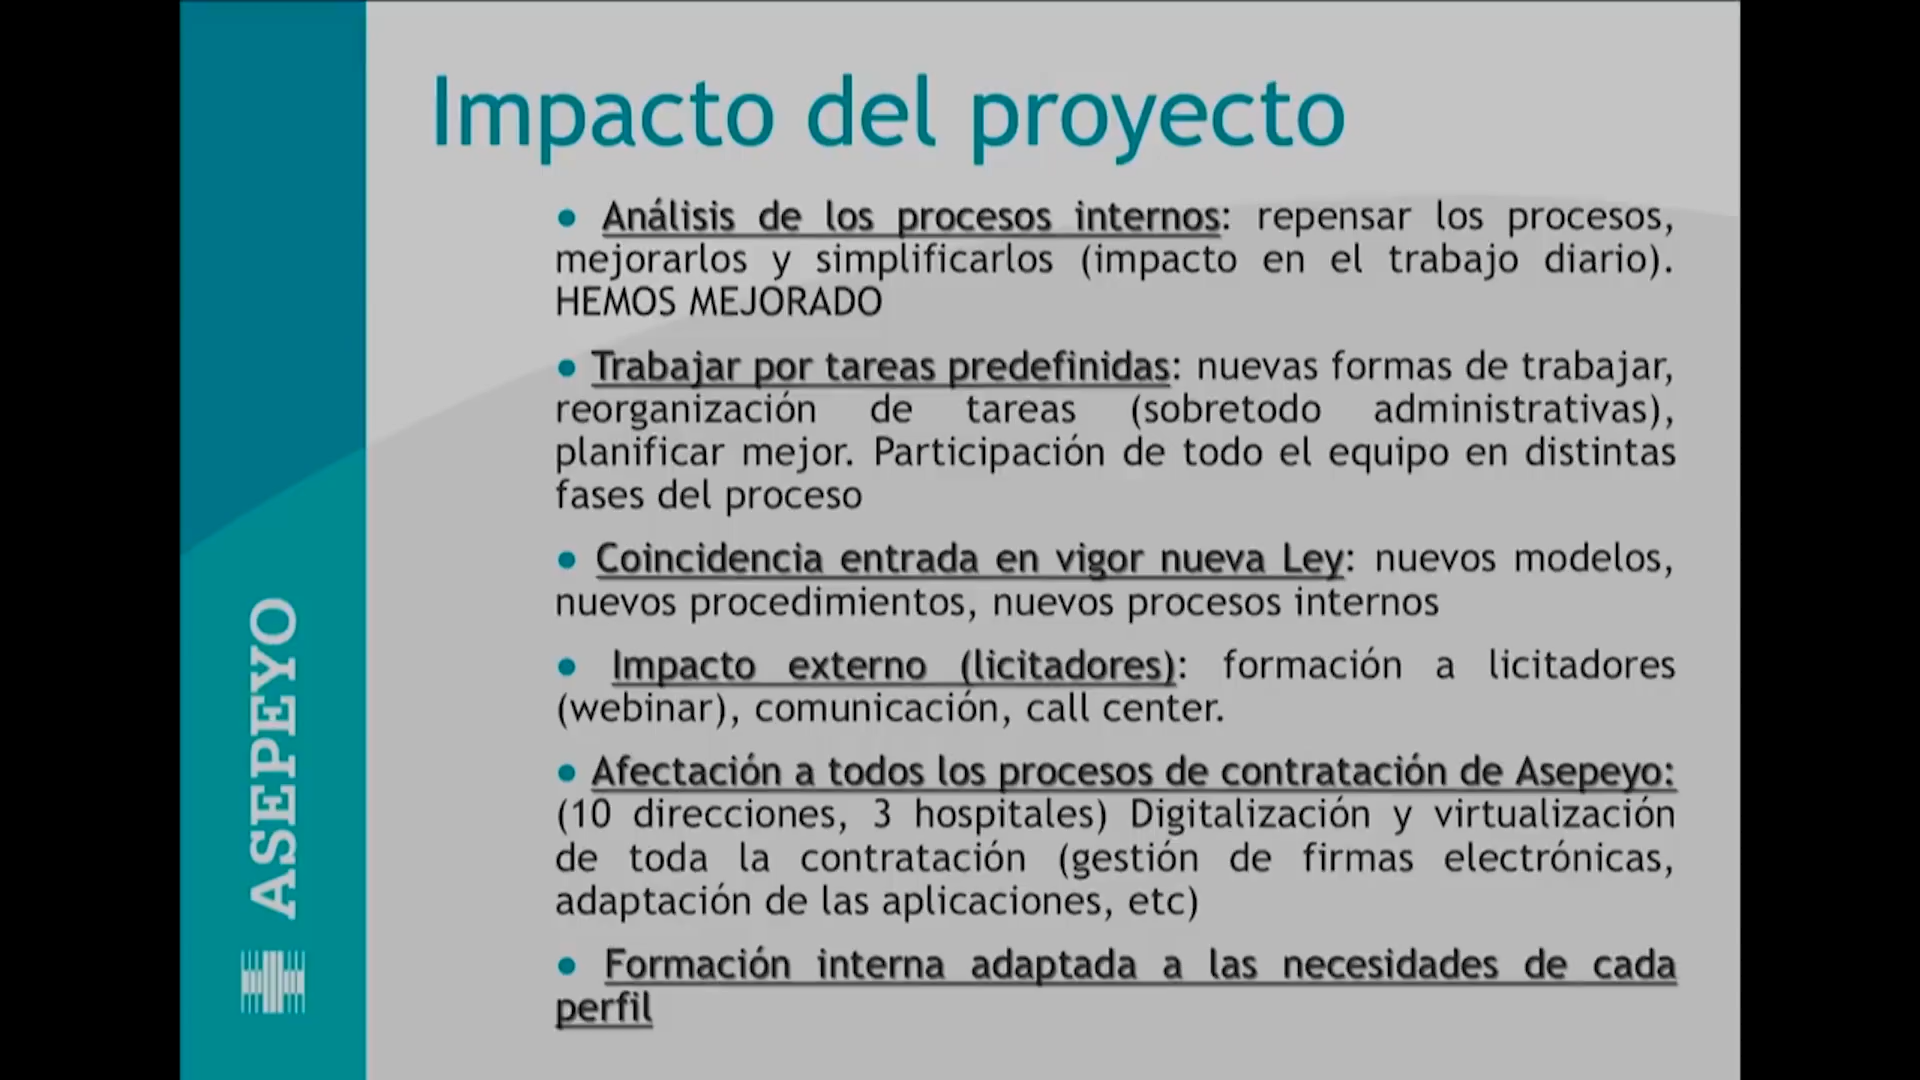 Impacto del proyecto
● Análisis de los procesos internos: repensar los procesos,
mejorarlos y simplificarlos (impacto en el trabajo diario).
HEMOS MEJORADO
● Trabajar por tareas predefinidas: nuevas formas de trabajar,
reorganización de tareas (sobretodo administrativas),
planificar mejor. Participación de todo el equipo en distintas
fases del proceso
● Coincidencia entrada en vigor nueva Ley: nuevos modelos,
nuevos procedimientos, nuevos procesos internos
● Impacto externo (licitadores): formación a licitadores
(webinar), comunicación, call center.
● Afectación a todos los procesos de contratación de Asepeyo:
(10 direcciones, 3 hospitales) Digitalización y virtualización
de toda la contratación (gestión de firmas electrónicas,
adaptación de las aplicaciones, etc)
● Formación interna adaptada a las necesidades de cada
perfil
ASEPEYO